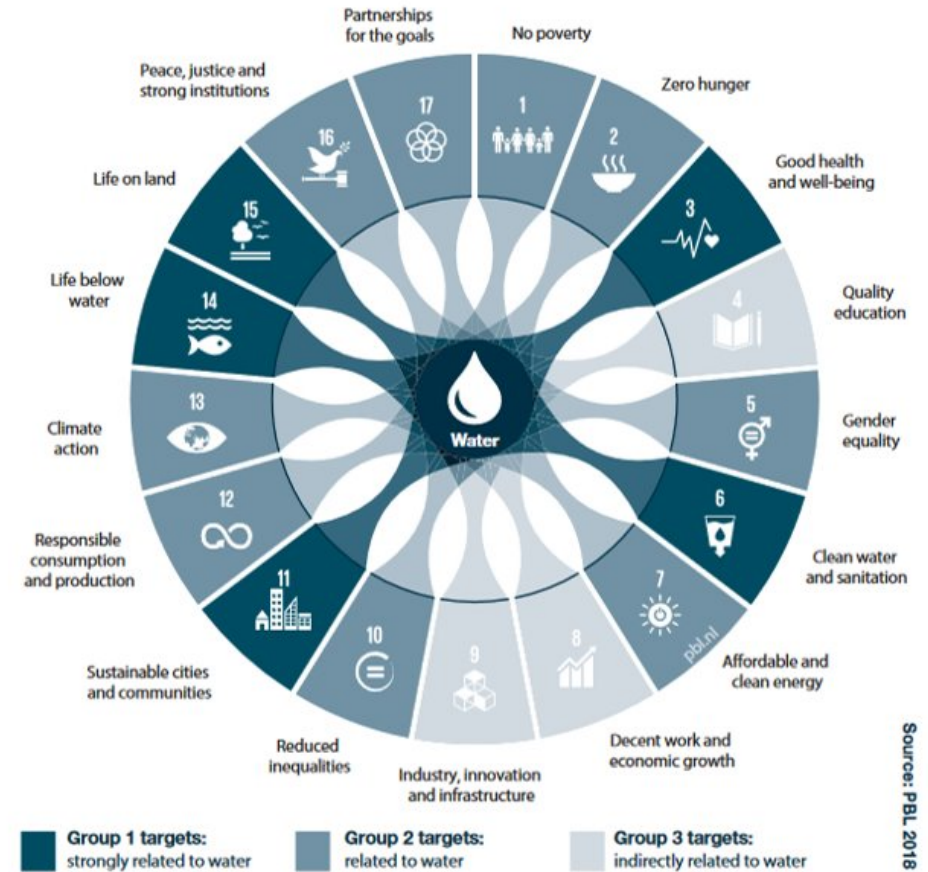 Partnerships
for the goals
No poverty
Peace, justice and
strong institutions
Zero hunger
Life on land
Good health
and well-being
Life below
water
Quality
education
Climate
action
Gender
equality
Responsible
consumption
and production
Clean water
and sanitation
Sustainable cities
and communities
Affordable and
clean energy
Reduced
inequalities
Decent work and
economic growth
Industry, innovation
and infrastructure
1
2
3
4
5
6
7
8
9
10
11
12
13
14
15
16
17
Water
pbl.nl
Source: PBL 2018
Group 1 targets:
strongly related to water
Group 2 targets:
related to water
Group 3 targets:
indirectly related to water